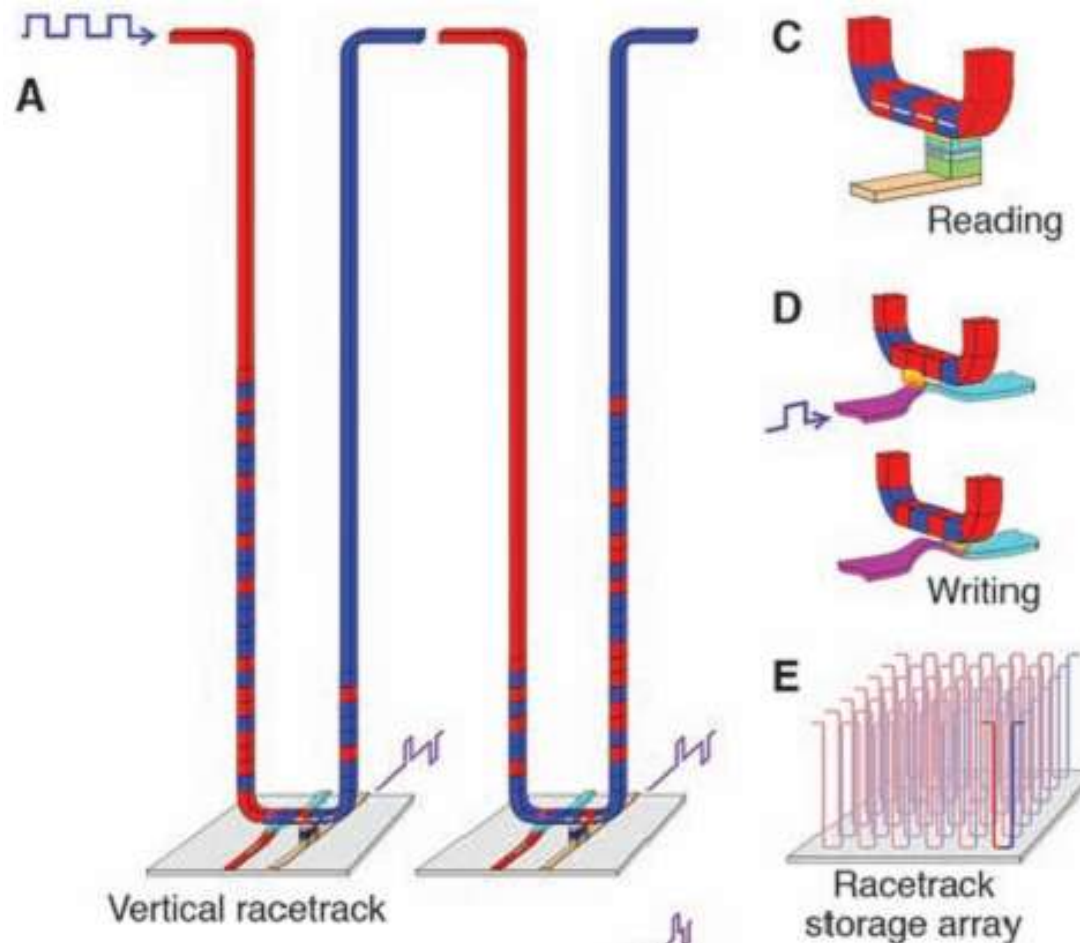 A
Vertical racetrack
C
Reading
D
Writing
E
Racetrack
storage array